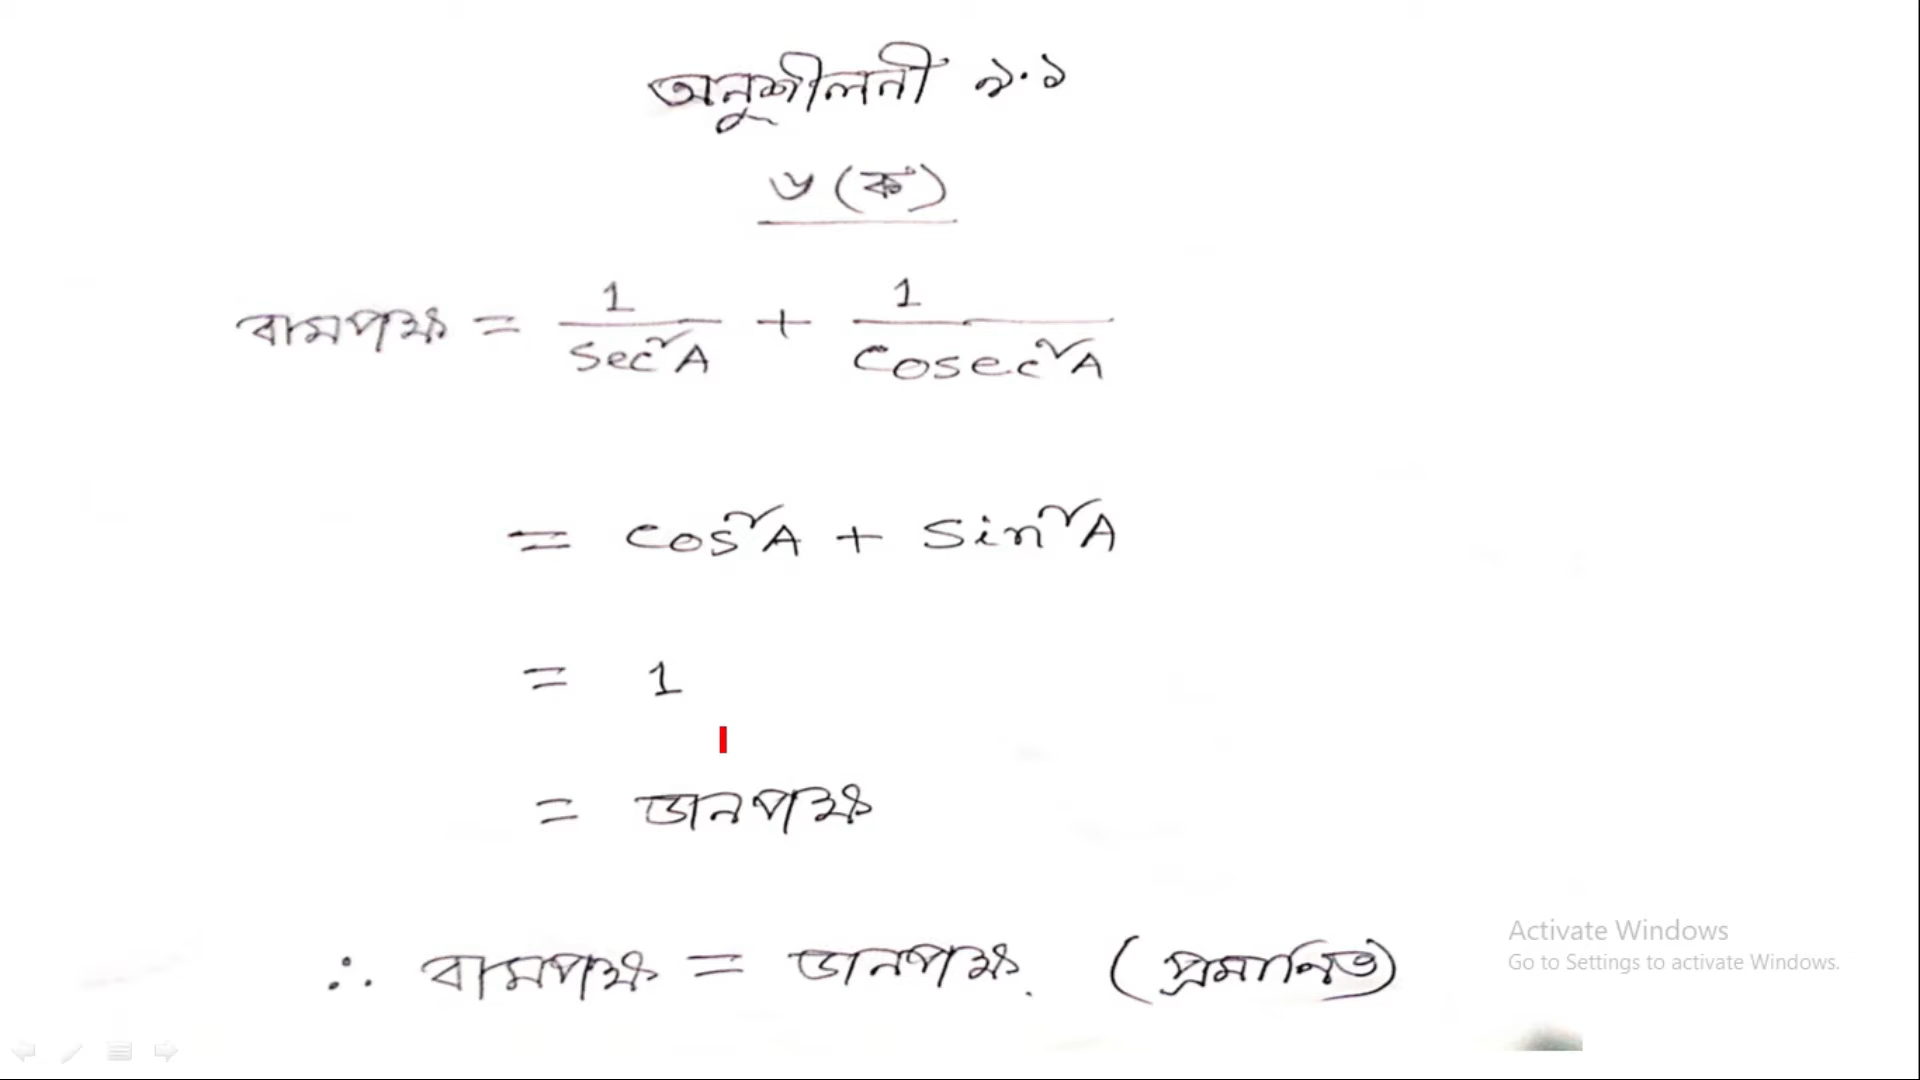 অনুশীলনী ৯.১
৬ (ক)
বামপক্ষ = 1/Sec²A + 1/Cosec²A
= Cos²A + Sin²A
= 1
= ডানপক্ষ
∴ বামপক্ষ = ডানপক্ষ. (প্রমানিত)
Activate Windows
Go to Settings to activate Windows.